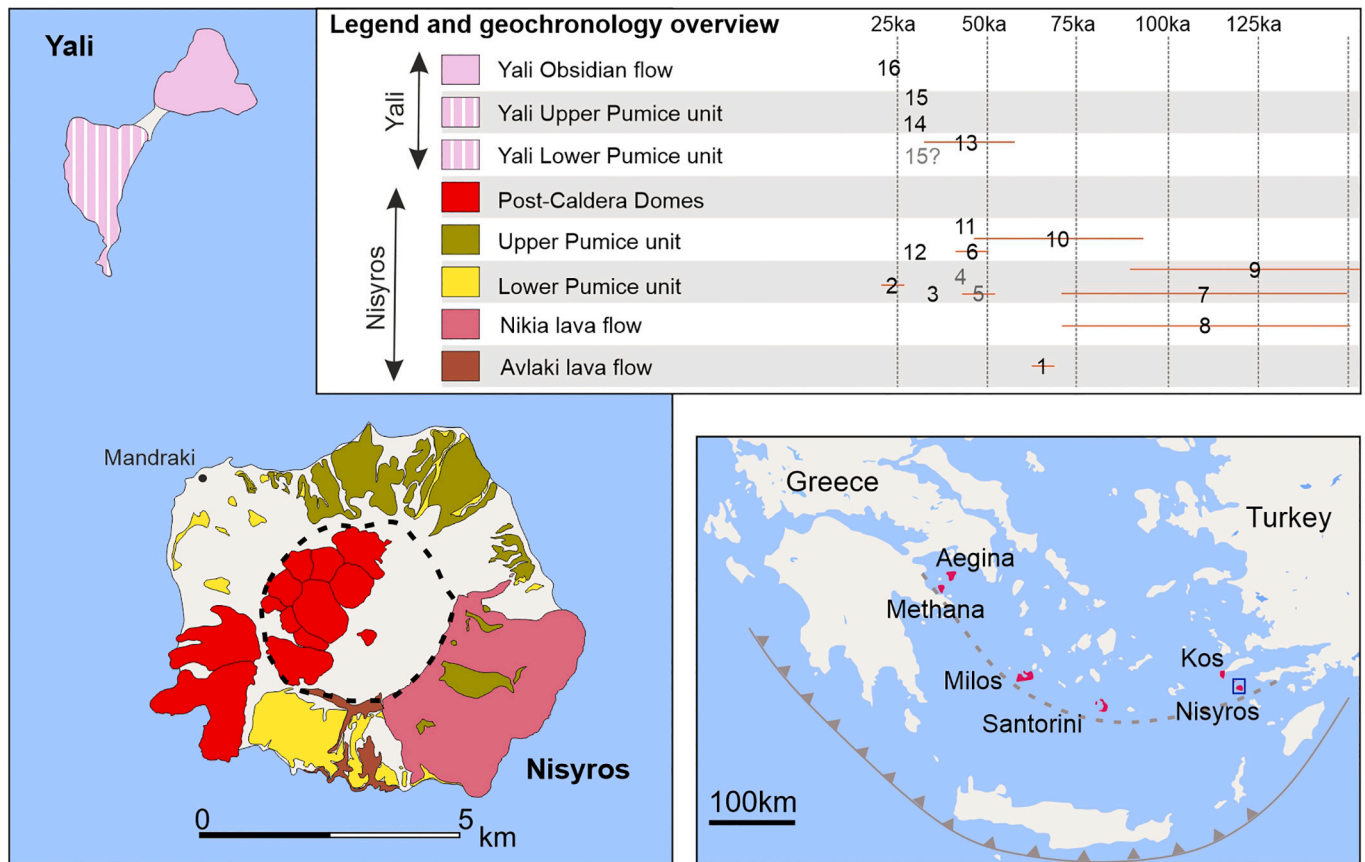 Yali
Legend and geochronology overview
25ka 50ka 75ka 100ka 125ka
Yali
Yali Obsidian flow
16
Yali Upper Pumice unit
15
14
Yali Lower Pumice unit
13
15?
Nisyros
Post-Caldera Domes
Upper Pumice unit
11
10
12 6
Lower Pumice unit
4 9
2 3 5 7
Nikia lava flow
8
Avlaki lava flow
1
Mandraki
Nisyros
0 5
km
Greece
Turkey
Aegina
Methana
Kos
Milos
Santorini
Nisyros
100km